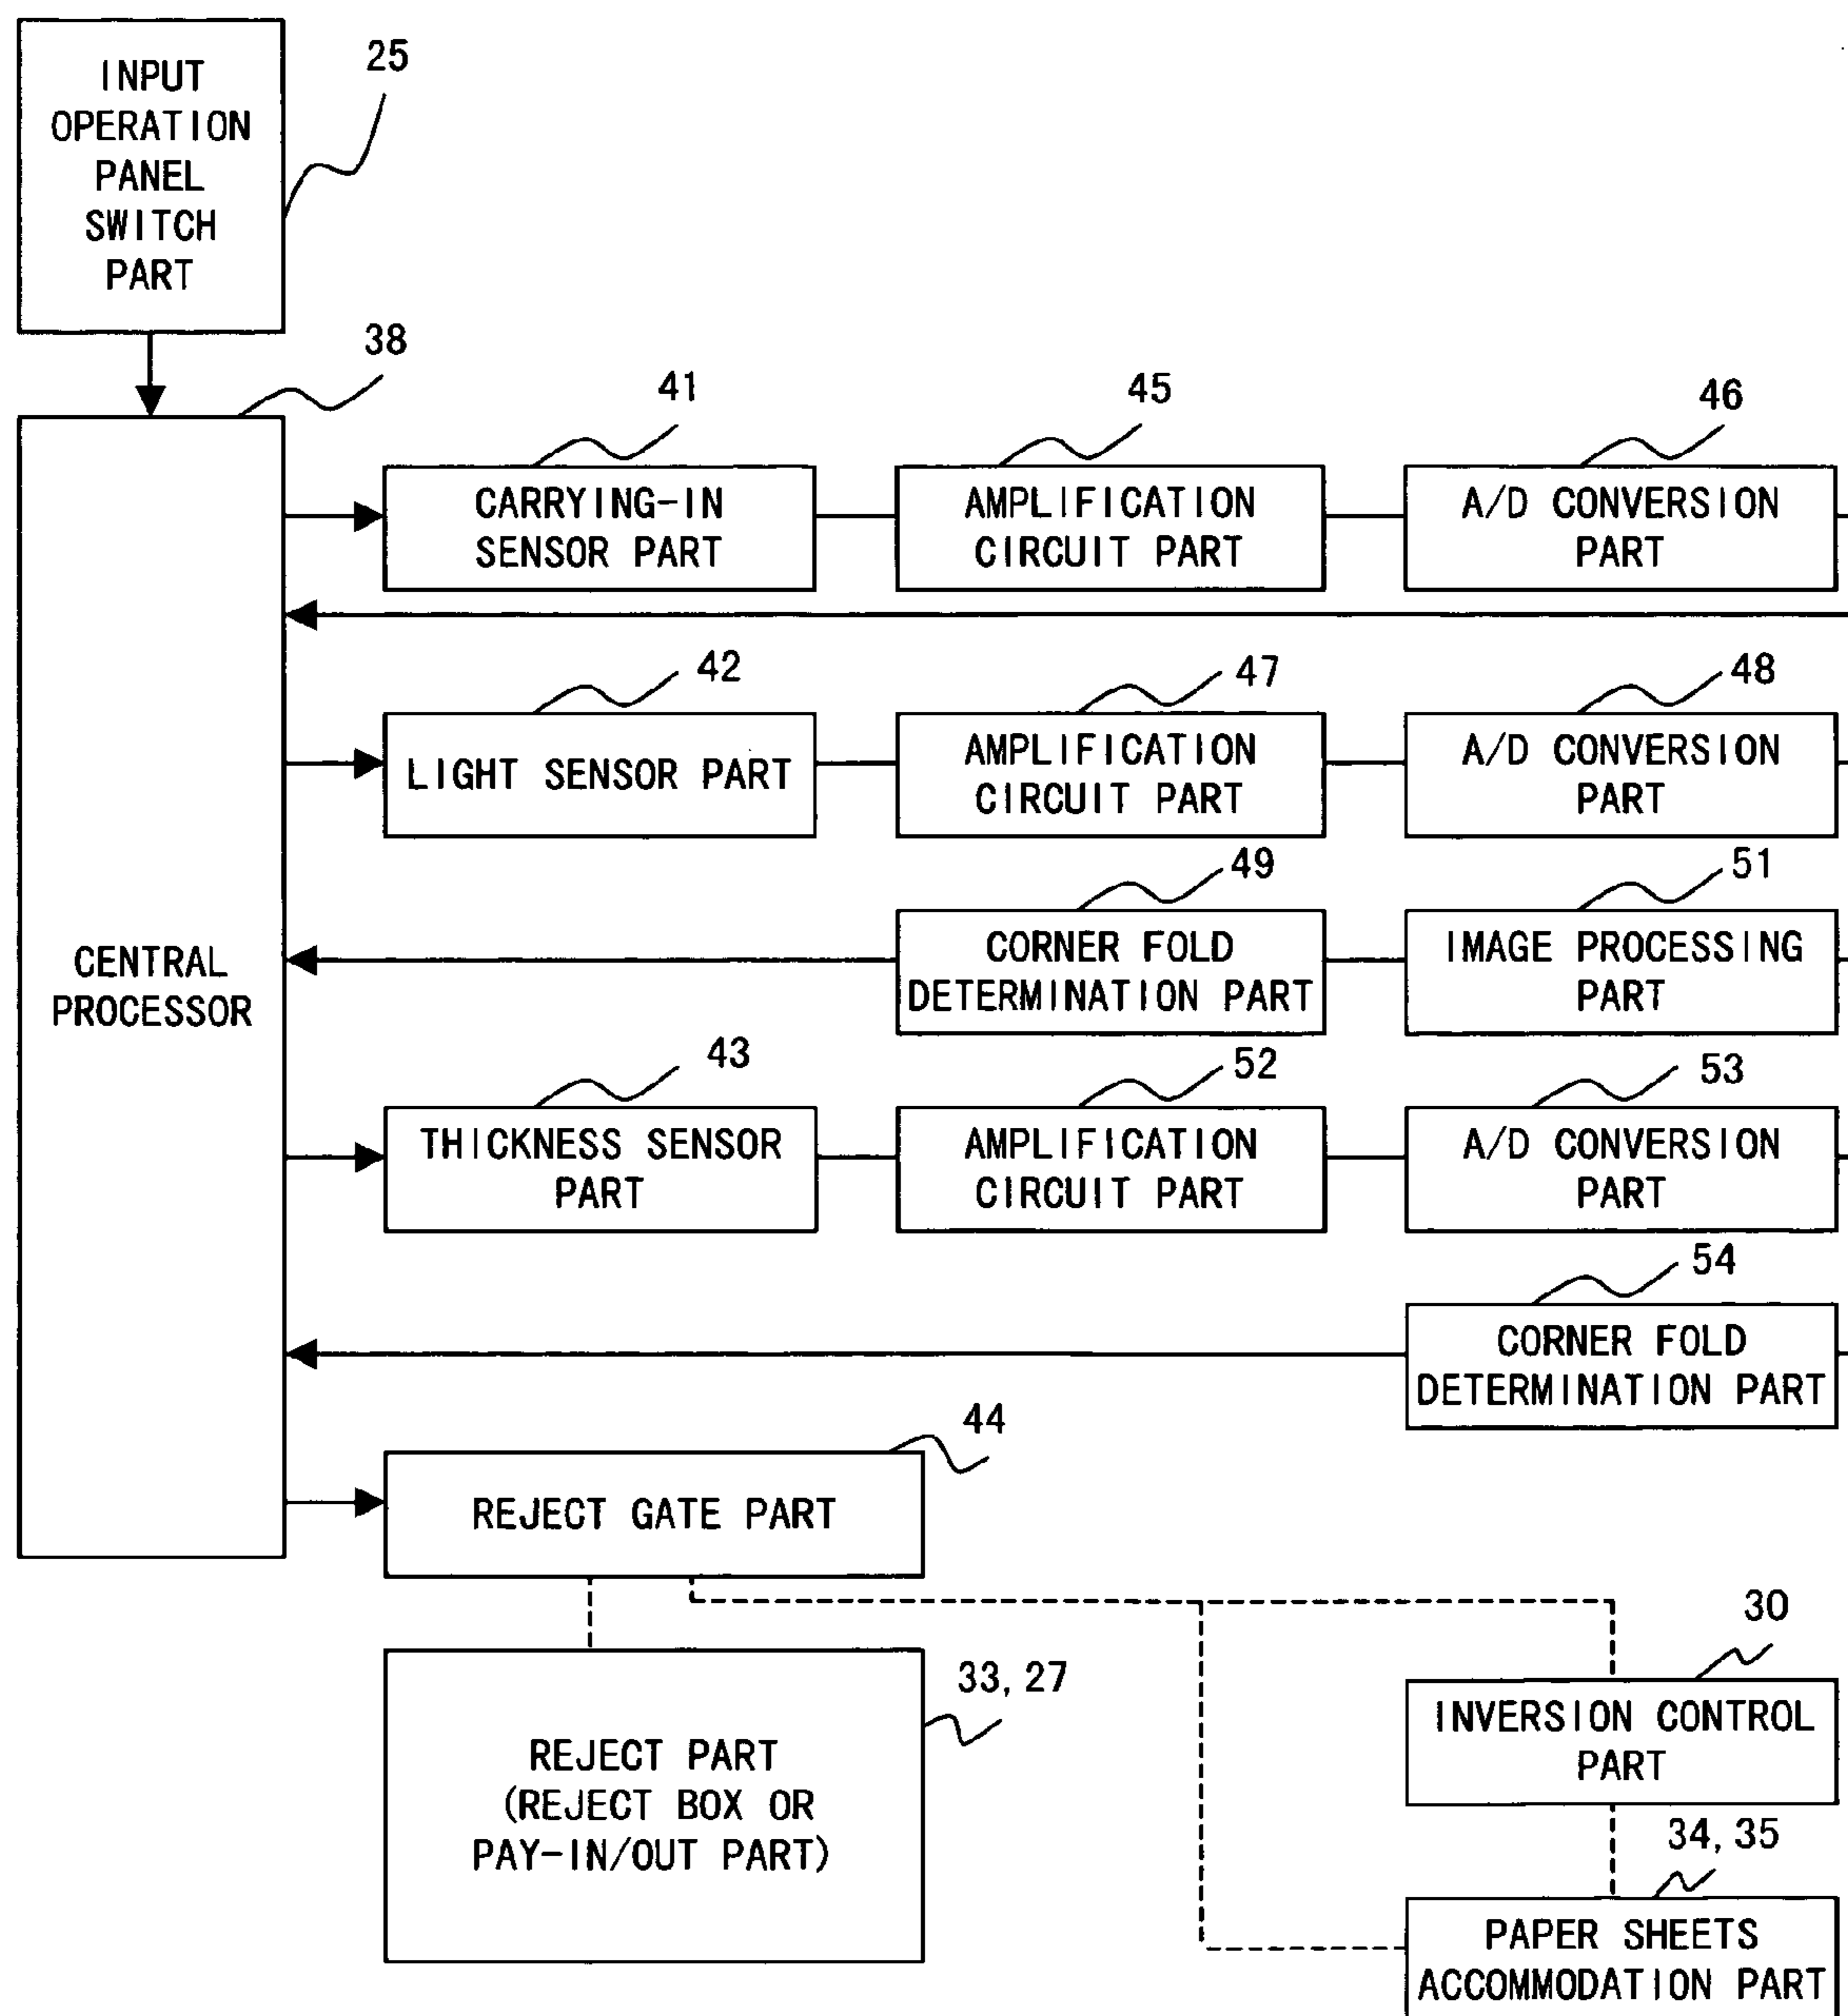 INPUT
OPERATION
PANEL
SWITCH
PART
25
38
CENTRAL
PROCESSOR
41
CARRYING-IN
SENSOR PART
45
AMPLIFICATION
CIRCUIT PART
46
A/D CONVERSION
PART
42
LIGHT SENSOR PART
47
AMPLIFICATION
CIRCUIT PART
48
A/D CONVERSION
PART
49
CORNER FOLD
DETERMINATION PART
51
IMAGE PROCESSING
PART
43
THICKNESS SENSOR
PART
52
AMPLIFICATION
CIRCUIT PART
53
A/D CONVERSION
PART
54
CORNER FOLD
DETERMINATION PART
44
REJECT GATE PART
33, 27
REJECT PART
(REJECT BOX OR
PAY-IN/OUT PART)
30
INVERSION CONTROL
PART
34, 35
PAPER SHEETS
ACCOMMODATION PART